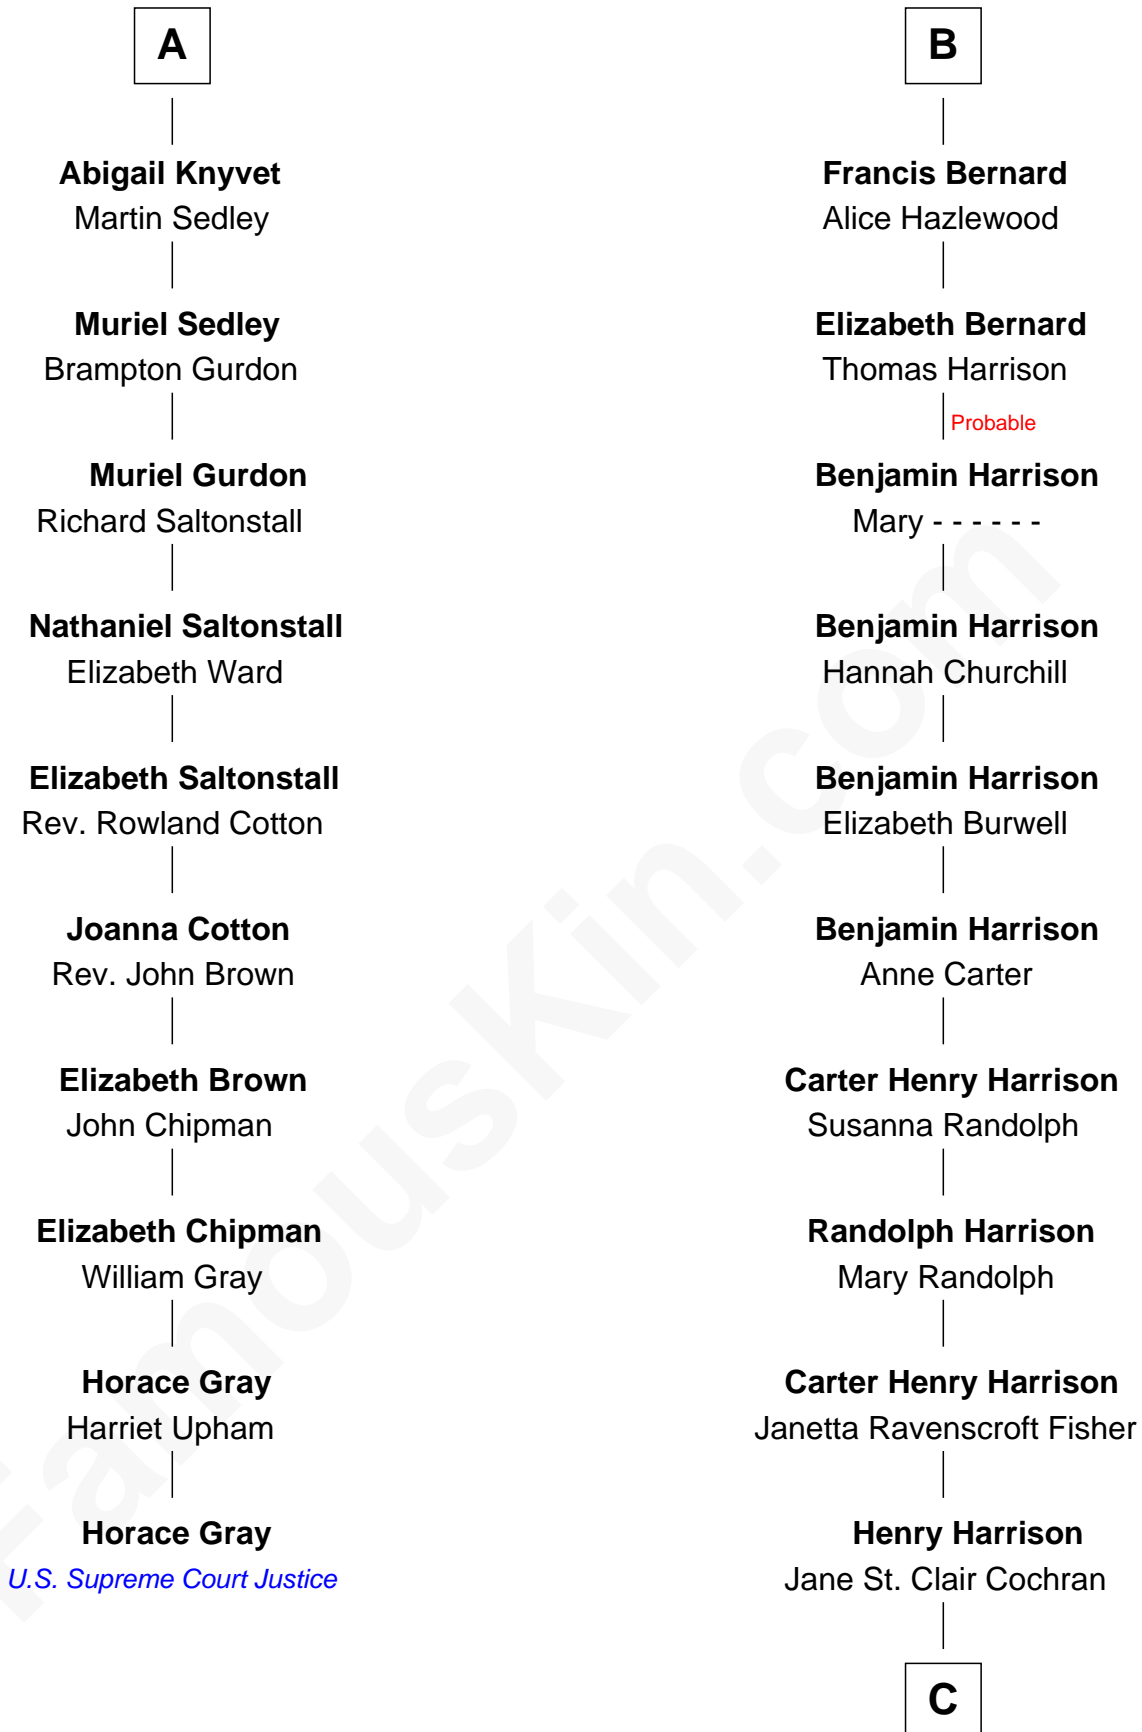 A
Abigail Knyvet
Martin Sedley
Muriel Sedley
Brampton Gurdon
Muriel Gurdon
Richard Saltonstall
Nathaniel Saltonstall
Elizabeth Ward
Elizabeth Saltonstall
Rev. Rowland Cotton
Joanna Cotton
Rev. John Brown
Elizabeth Brown
John Chipman
Elizabeth Chipman
William Gray
Horace Gray
Harriet Upham
Horace Gray
U.S. Supreme Court Justice
B
Francis Bernard
Alice Hazlewood
Elizabeth Bernard
Thomas Harrison
Probable
Benjamin Harrison
Mary - - - - - -
Benjamin Harrison
Hannah Churchill
Benjamin Harrison
Elizabeth Burwell
Benjamin Harrison
Anne Carter
Carter Henry Harrison
Susanna Randolph
Randolph Harrison
Mary Randolph
Carter Henry Harrison
Janetta Ravenscroft Fisher
Henry Harrison
Jane St. Clair Cochran
C
FamousKin.com